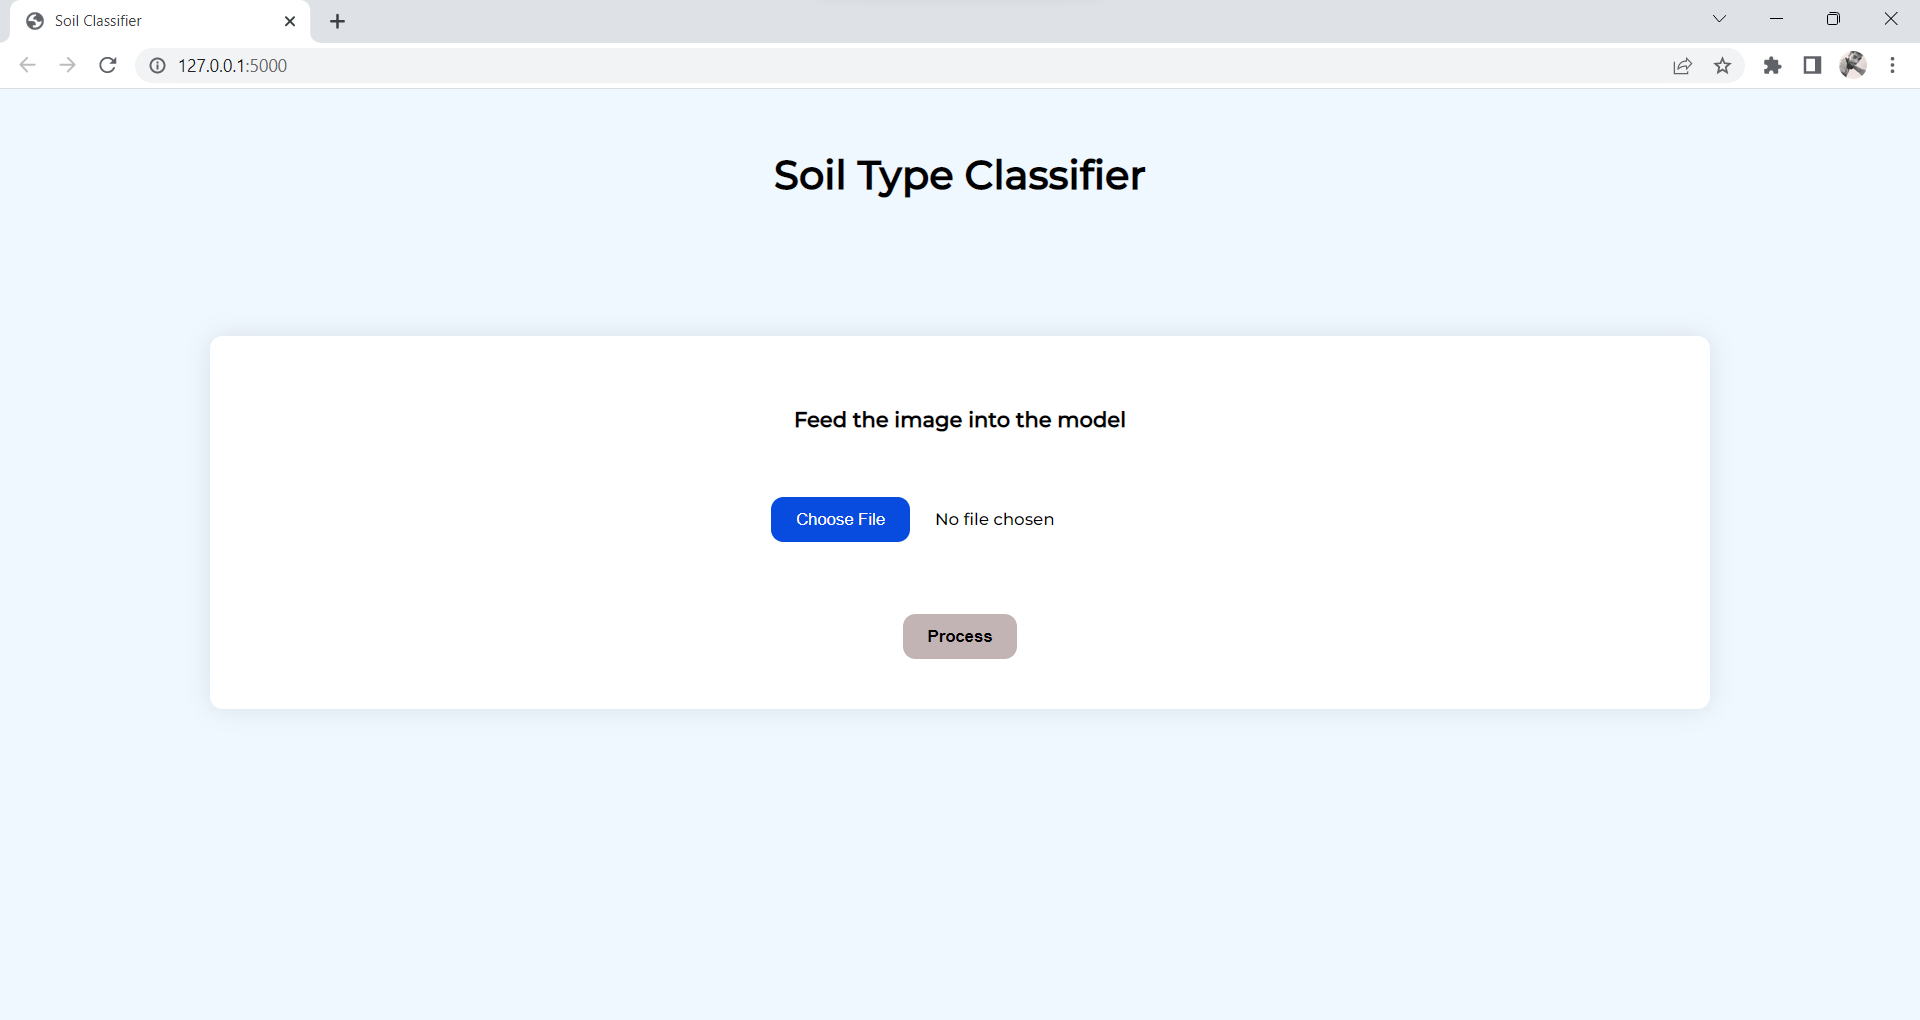 Soil Classifier
127.0.0.1:5000
Soil Type Classifier
Feed the image into the model
Choose File No file chosen
Process